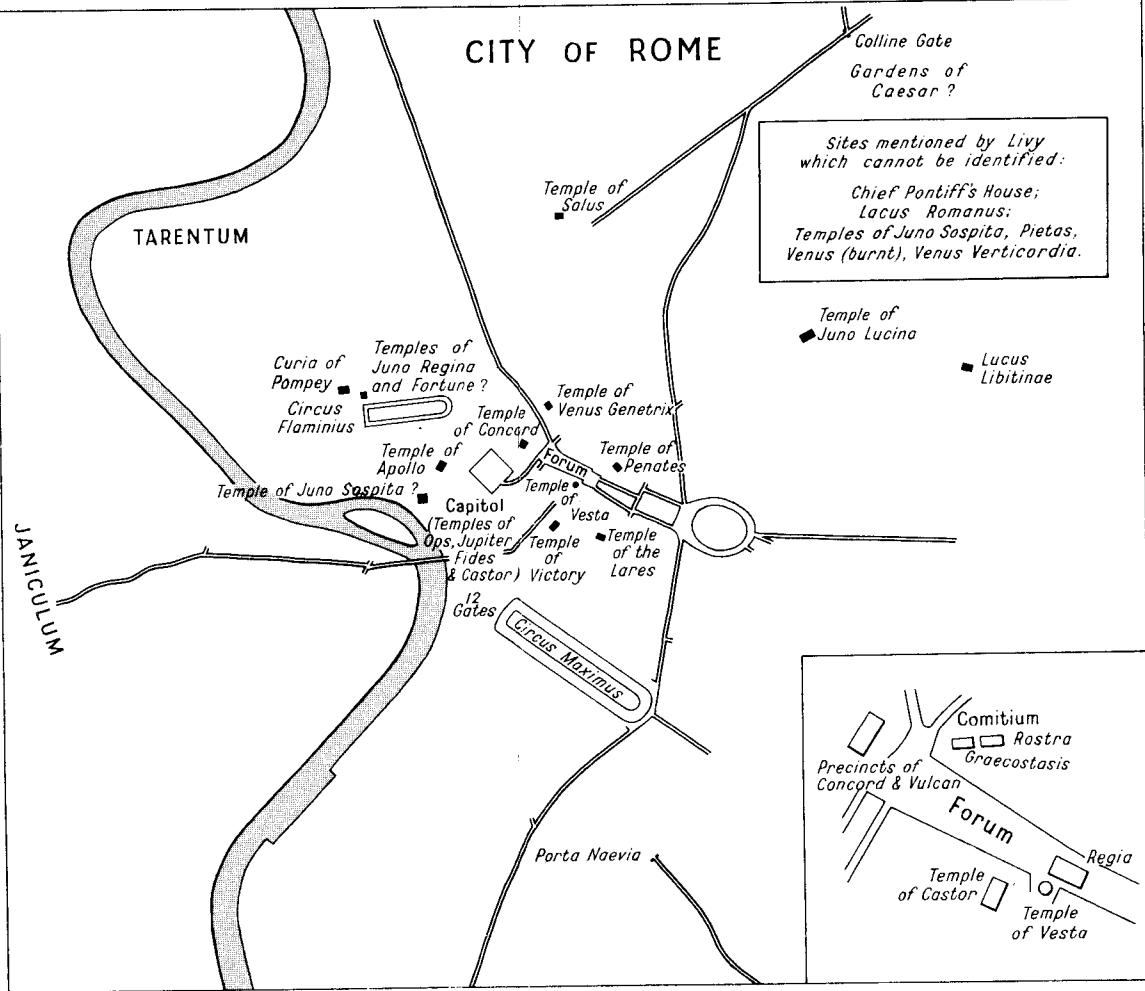 CITY OF ROME
Colline Gate
Gardens of
Caesar ?
Sites mentioned by Livy
which cannot be identified:
Chief Pontiff's House;
Lacus Romanus;
Temples of Juno Sospita, Pietas,
Venus (burnt), Venus Verticordia.
Temple of
Salus
TARENTUM
Temple of
Juno Lucina
Lucus
Libitinae
Curia of
Pompey
Temples of
Juno Regina
and Fortune ?
Circus
Flaminius
Temple of
Venus Genetrix
Temple
of Concord
Temple of
Apollo
Forum
Temple of
Penates
Temple of Juno Sospita ?
Capitol
(Temples of
Ops, Jupiter
Fides
& Castor)
Temple
of
Vesta
Temple
of
Victory
Temple
of the
Lares
JANICULUM
12
Gates
Circus Maximus
Porta Naevia
Comitium
Rostra
Graecostasis
Precincts of
Concord & Vulcan
Forum
Regia
Temple
of Castor
Temple
of Vesta